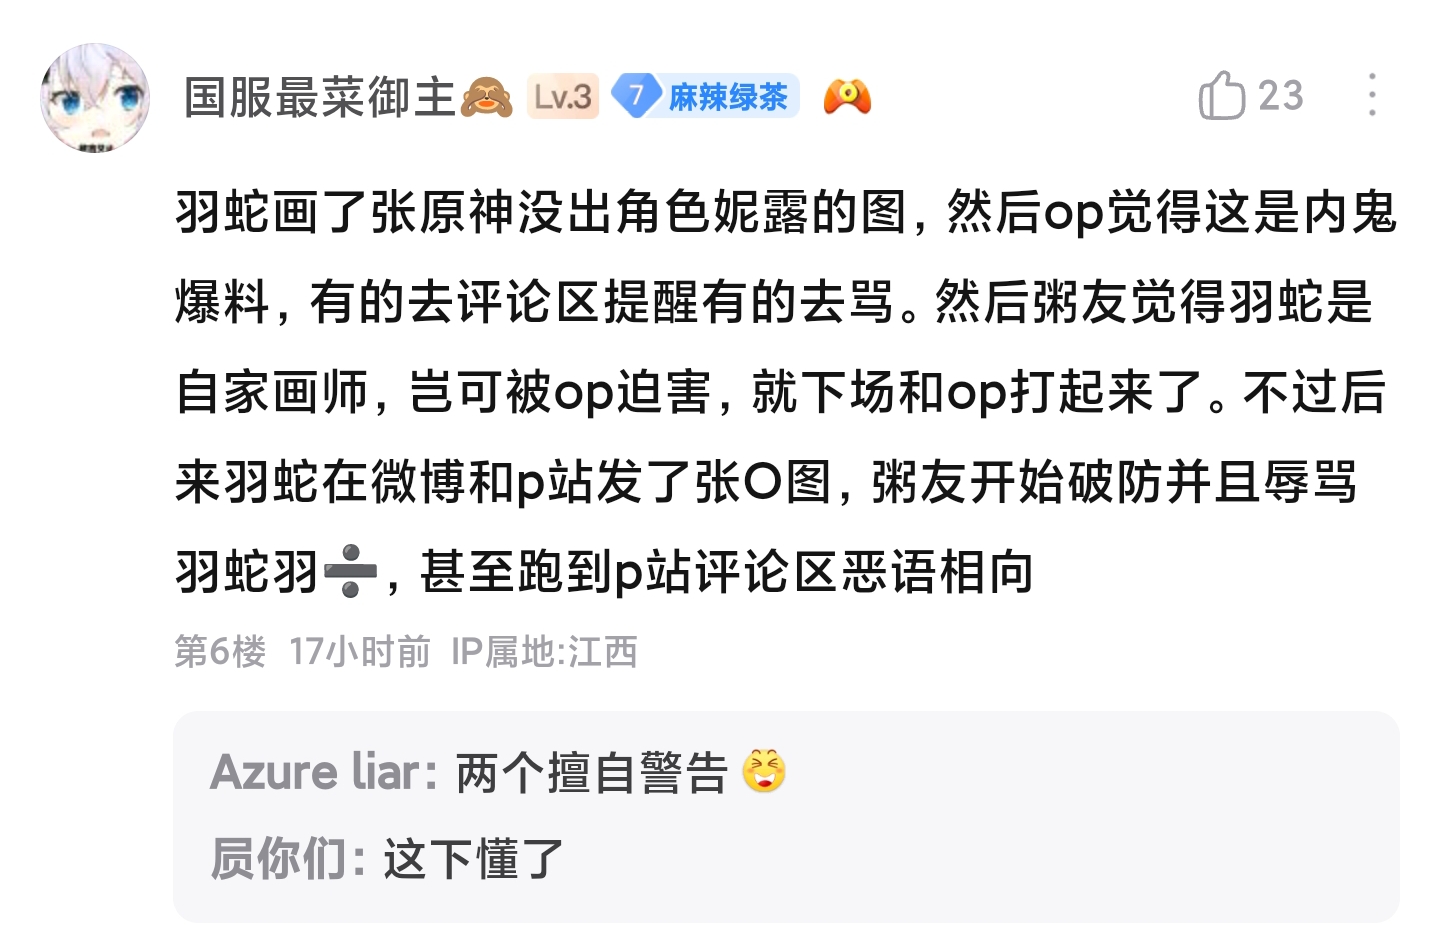 国服最菜御主🙈 Lv.3 7 麻辣绿茶 23
羽蛇画了张原神没出角色妮露的图，然后op觉得这是内鬼
爆料，有的去评论区提醒有的去骂。然后粥友觉得羽蛇是
自家画师，岂可被op迫害，就下场和op打起来了。不过后
来羽蛇在微博和p站发了张O图，粥友开始破防并且辱骂
羽蛇羽➗，甚至跑到p站评论区恶语相向
第6楼 17小时前 IP属地:江西
Azure liar: 两个擅自警告😆
员你们: 这下懂了